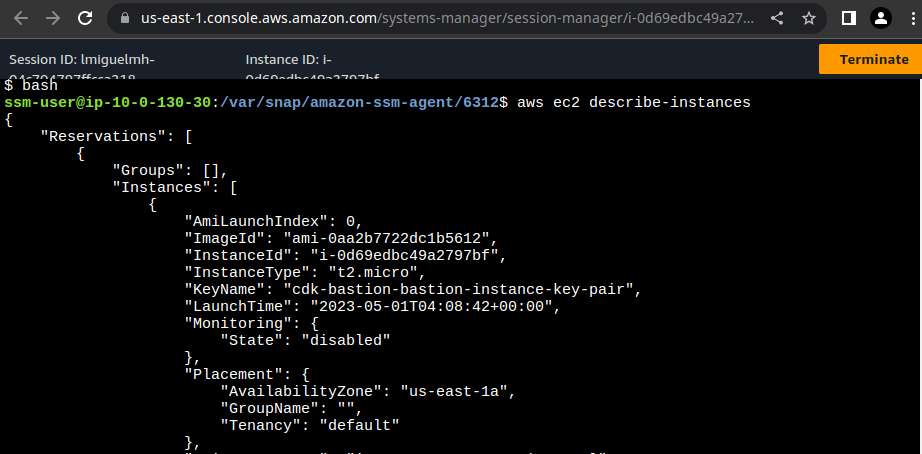 us-east-1.console.aws.amazon.com/systems-manager/session-manager/i-0d69edbc49a27...
Session ID: lmiguelmh-
Instance ID: i-
Terminate
$ bash
ssm-user@ip-10-0-130-30:/var/snap/amazon-ssm-agent/6312$ aws ec2 describe-instances
{
    "Reservations": [
        {
            "Groups": [],
            "Instances": [
                {
                    "AmiLaunchIndex": 0,
                    "ImageId": "ami-0aa2b7722dc1b5612",
                    "InstanceId": "i-0d69edbc49a2797bf",
                    "InstanceType": "t2.micro",
                    "KeyName": "cdk-bastion-bastion-instance-key-pair",
                    "LaunchTime": "2023-05-01T04:08:42+00:00",
                    "Monitoring": {
                        "State": "disabled"
                    },
                    "Placement": {
                        "AvailabilityZone": "us-east-1a",
                        "GroupName": "",
                        "Tenancy": "default"
                    },